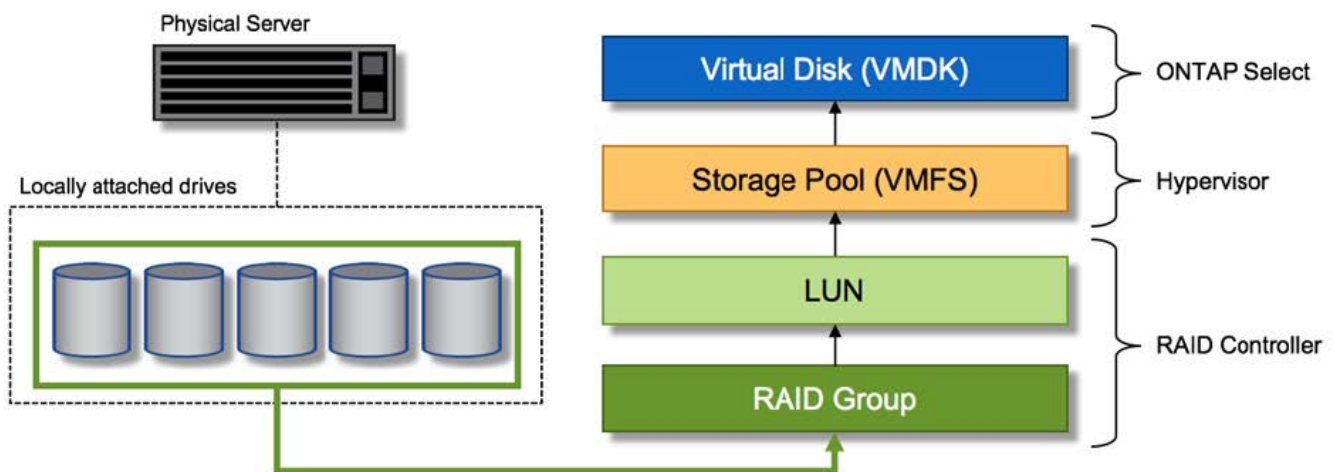 Physical Server
Locally attached drives
Virtual Disk (VMDK)
ONTAP Select
Storage Pool (VMFS)
Hypervisor
LUN
RAID Controller
RAID Group